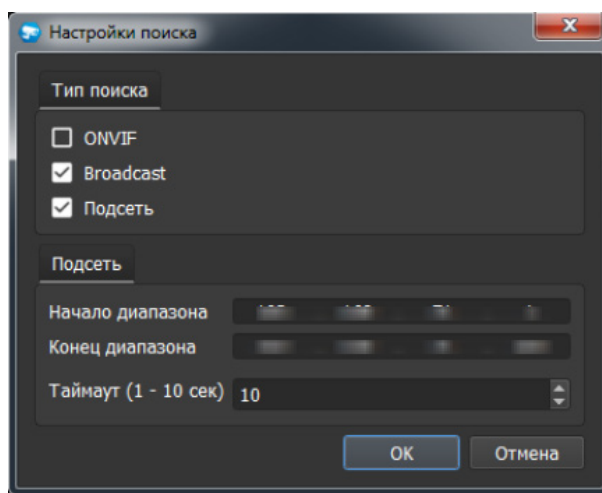 Настройки поиска
Тип поиска
ONVIF
Broadcast
Подсеть
Подсеть
Начало диапазона
Конец диапазона
Таймаут (1 - 10 сек) 10
OK Отмена